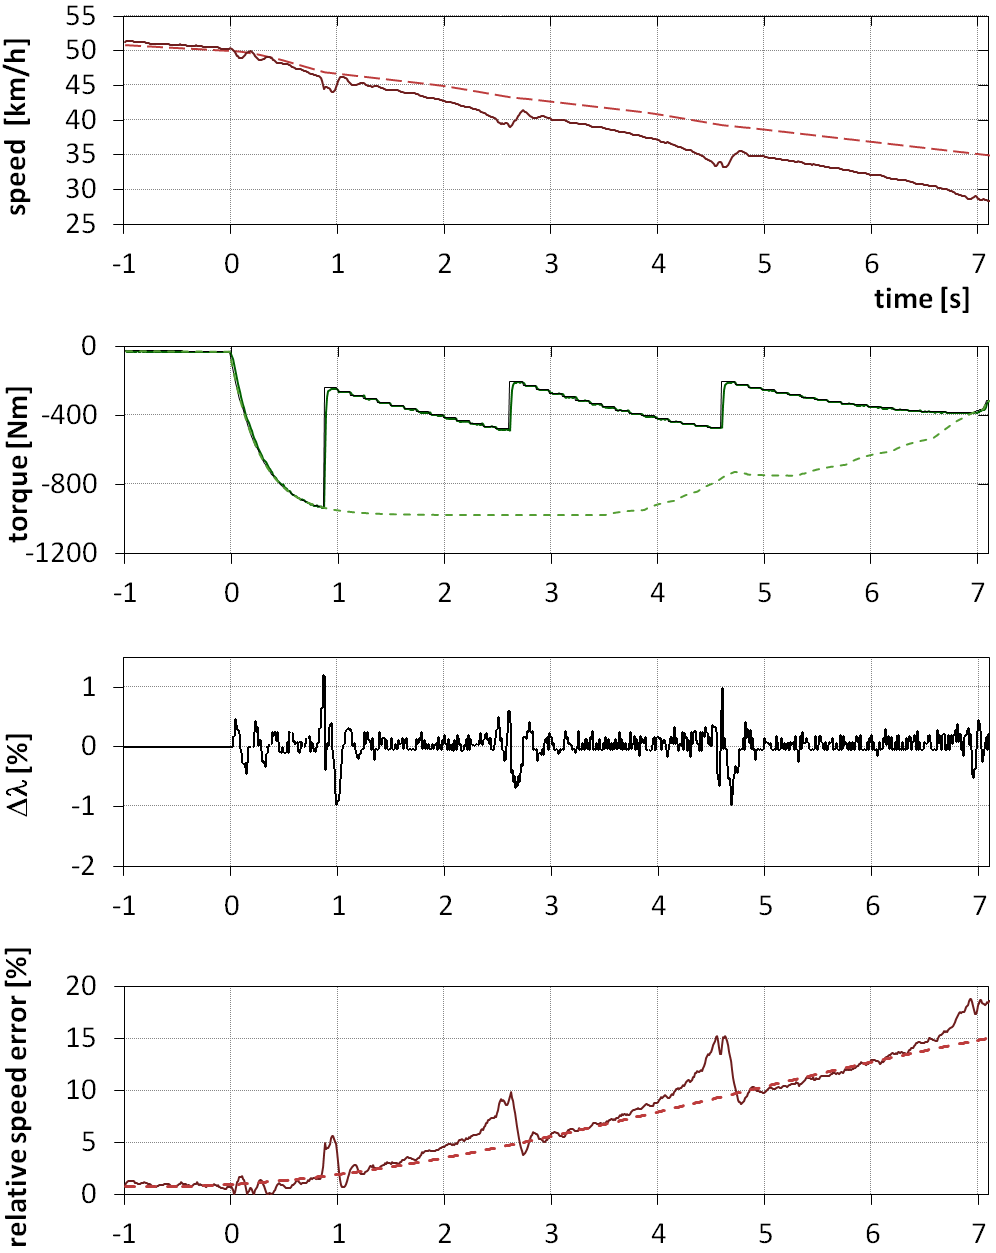 speed [km/h]
55
50
45
40
35
30
25
-1 0 1 2 3 4 5 6 7
time [s]
torque [Nm]
0
-400
-800
-1200
-1 0 1 2 3 4 5 6 7
Δλ [%]
1
0
-1
-2
-1 0 1 2 3 4 5 6 7
relative speed error [%]
20
15
10
5
0
-1 0 1 2 3 4 5 6 7